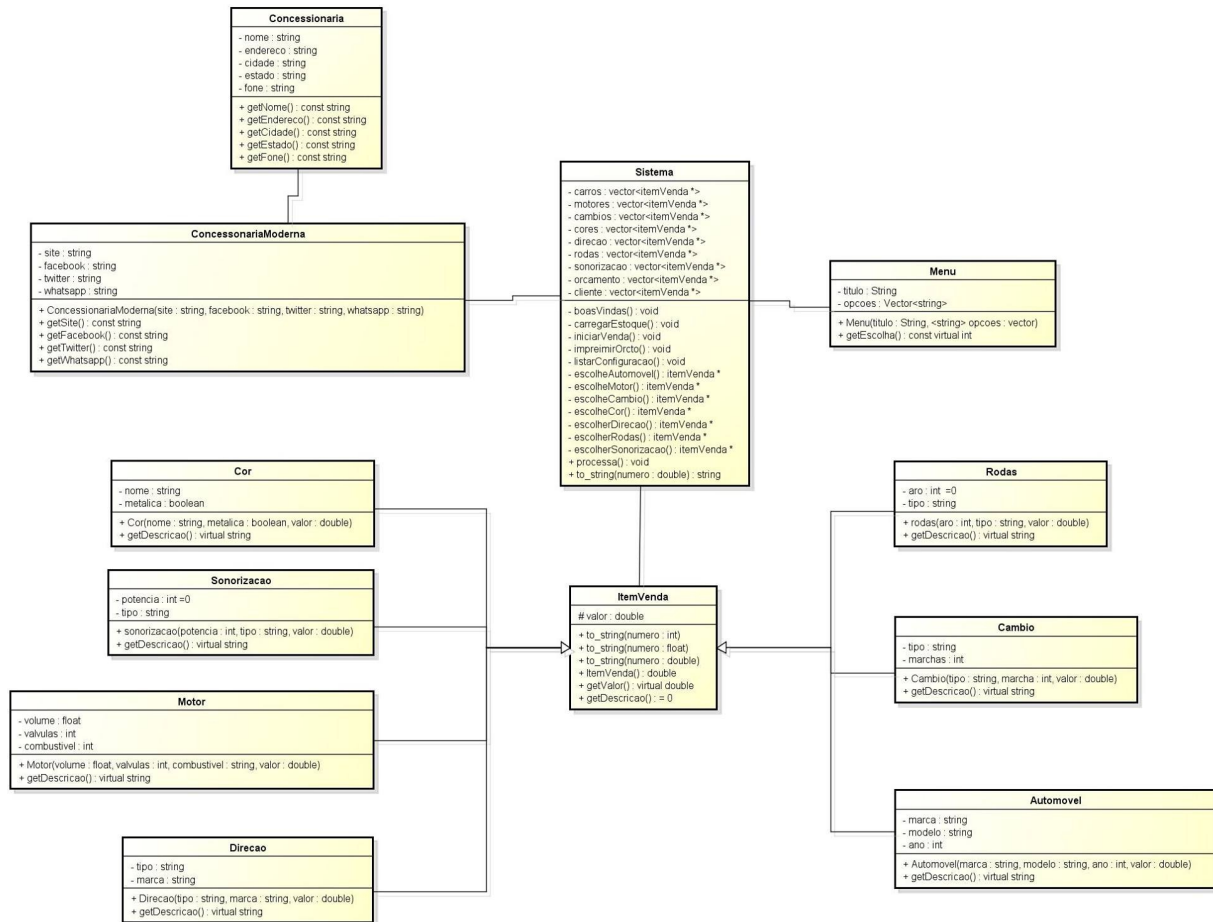 Concessionaria
- nome : string
- endereco : string
- cidade : string
- estado : string
- fone : string
+ getNome() : const string
+ getEndereco() : const string
+ getCidade() : const string
+ getEstado() : const string
+ getFone() : const string
ConcessonariaModerna
- site : string
- facebook : string
- twitter : string
- whatsapp : string
+ ConcessionariaModerna(site : string, facebook : string, twitter : string, whatsapp : string)
+ getSite() : const string
+ getFacebook() : const string
+ getTwitter() : const string
+ getWhatsapp() : const string
Sistema
- carros : vector<itemVenda *>
- motores : vector<itemVenda *>
- cambios : vector<itemVenda *>
- cores : vector<itemVenda *>
- direcao : vector<itemVenda *>
- rodas : vector<itemVenda *>
- sonorizacao : vector<itemVenda *>
- orcamento : vector<itemVenda *>
- cliente : vector<itemVenda *>
- boasVindas() : void
- carregarEstoque() : void
- iniciarVenda() : void
- impreimirOrcto() : void
- listarConfiguracao() : void
- escolheAutomovel() : itemVenda *
- escolheMotor() : itemVenda *
- escolheCambio() : itemVenda *
- escolheCor() : itemVenda *
- escolherDirecao() : itemVenda *
- escolherRodas() : itemVenda *
- escolherSonorizacao() : itemVenda *
+ processa() : void
+ to_string(numero : double) : string
Menu
- titulo : String
- opcoes : Vector<string>
+ Menu(titulo : String, <string> opcoes : vector)
+ getEscolha() : const virtual int
Cor
- nome : string
- metalica : boolean
+ Cor(nome : string, metalica : boolean, valor : double)
+ getDescricao() : virtual string
Sonorizacao
- potencia : int =0
- tipo : string
+ sonorizacao(potencia : int, tipo : string, valor : double)
+ getDescricao() : virtual string
Motor
- volume : float
- valvulas : int
- combustivel : int
+ Motor(volume : float, valvulas : int, combustivel : string, valor : double)
+ getDescricao() : virtual string
Direcao
- tipo : string
- marca : string
+ Direcao(tipo : string, marca : string, valor : double)
+ getDescricao() : virtual string
ItemVenda
# valor : double
+ to_string(numero : int)
+ to_string(numero : float)
+ to_string(numero : double)
+ ItemVenda() : double
+ getValor() : virtual double
+ getDescricao() : = 0
Rodas
- aro : int =0
- tipo : string
+ rodas(aro : int, tipo : string, valor : double)
+ getDescricao() : virtual string
Cambio
- tipo : string
- marchas : int
+ Cambio(tipo : string, marcha : int, valor : double)
+ getDescricao() : virtual string
Automovel
- marca : string
- modelo : string
- ano : int
+ Automovel(marca : string, modelo : string, ano : int, valor : double)
+ getDescricao() : virtual string